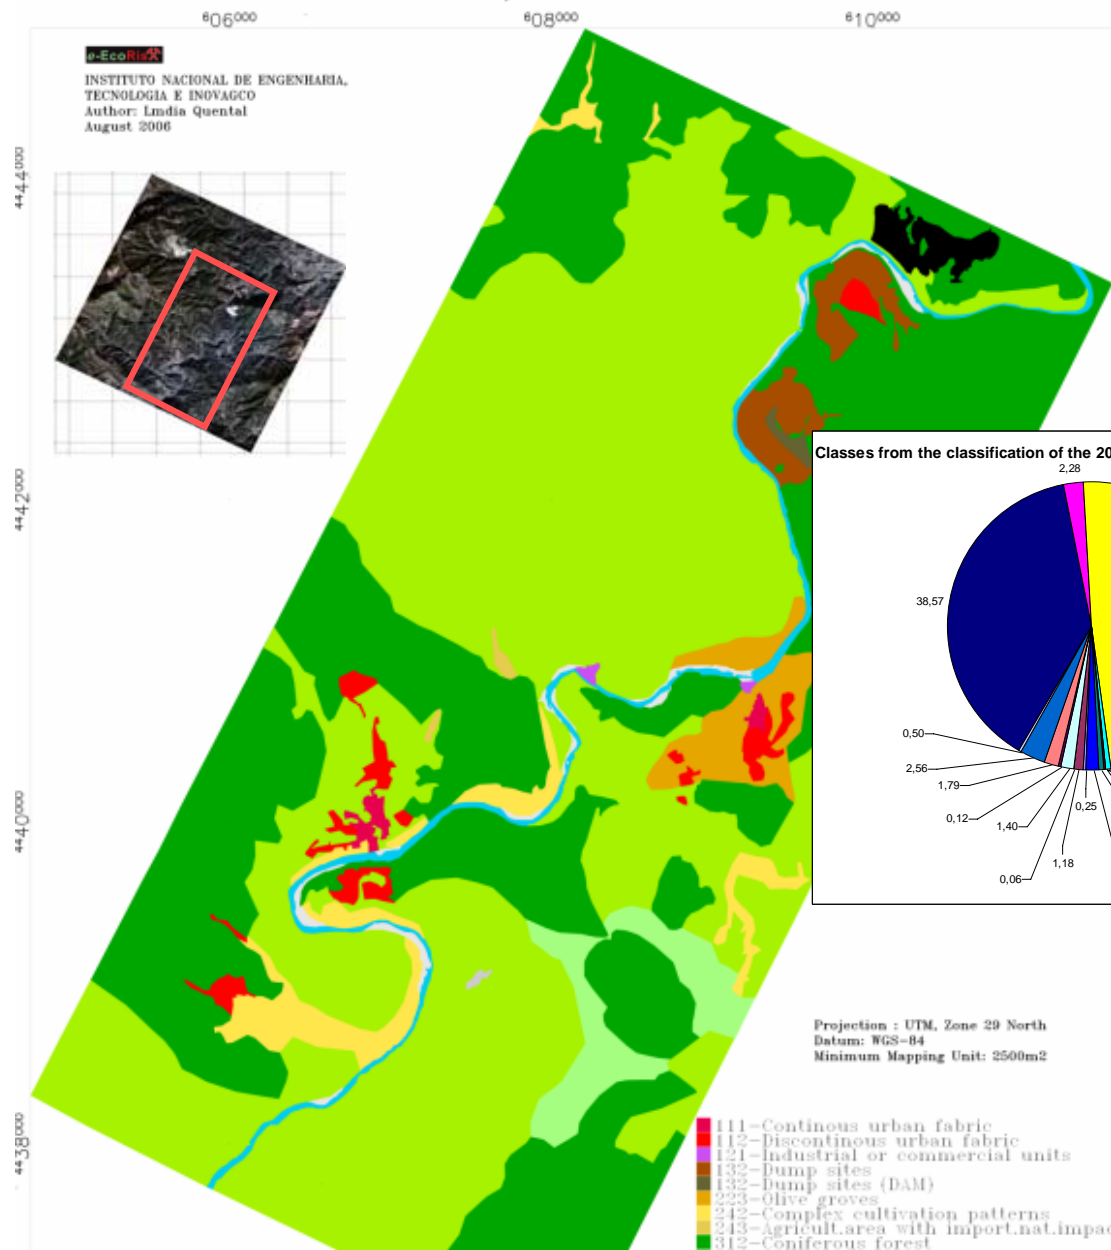 606000
608000
610000
e-EcoRisk
INSTITUTO NACIONAL DE ENGENHARIA,
TECNOLOGIA E INOVAGCO
Author: Lmdia Quental
August 2006
4444000
4442000
4440000
4438000
Classes from the classification of the 20
2,28
38,57
0,50
2,56
1,79
0,12
1,40
0,06
1,18
0,25
Projection : UTM, Zone 29 North
Datum: WGS-84
Minimum Mapping Unit: 2500m2
111-Continous urban fabric
112-Discontinous urban fabric
121-Industrial or commercial units
132-Dump sites
132-Dump sites (DAM)
223-Olive groves
242-Complex cultivation patterns
243-Agricult.area with import.nat.impac
312-Coniferous forest